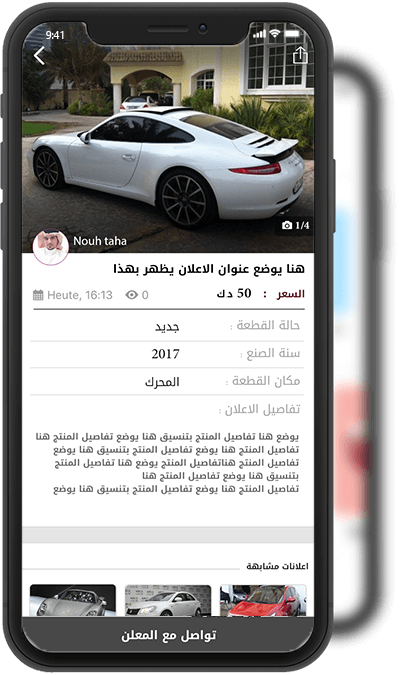 9:41
1/4
Nouh taha
هنا يوضع عنوان الاعلان يظهر بهذا
السعر : 50 دك
0 Heute, 16:13
حالة القطعة : جديد
سنة الصنع : 2017
مكان القطعة : المحرك
تفاصيل الاعلان :
يوضع هنا تفاصيل المنتج بتنسيق هنا يوضع تفاصيل المنتج هنا
تفاصيل المنتج هنا يوضع تفاصيل المنتج بتنسيق هنا يوضع
تفاصيل المنتج هناتفاصيل المنتج يوضع هنا تفاصيل المنتج
بتنسيق هنا يوضع تفاصيل المنتج هنا
تفاصيل المنتج هنا يوضع تفاصيل المنتج بتنسيق هنا يوضع
اعلانات مشابهة
تواصل مع المعلن